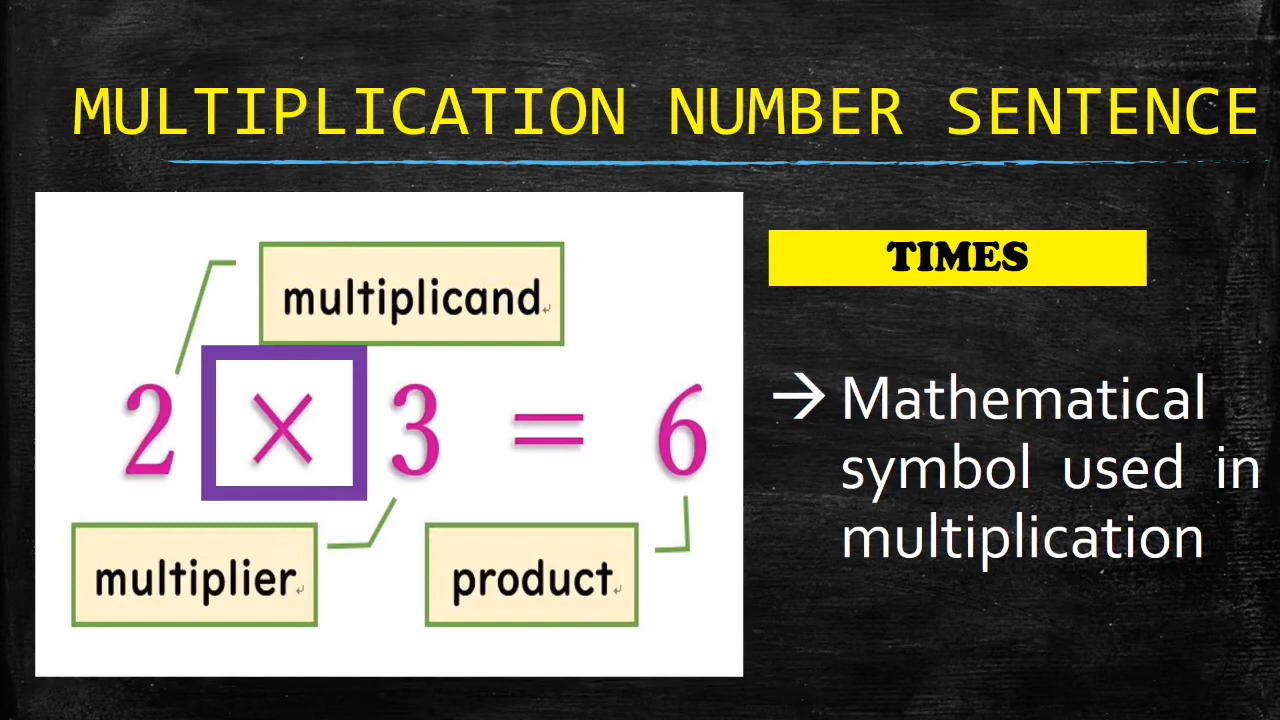 MULTIPLICATION NUMBER SENTENCE
multiplicand
2 × 3 = 6
multiplier
product
TIMES
→ Mathematical
symbol used in
multiplication